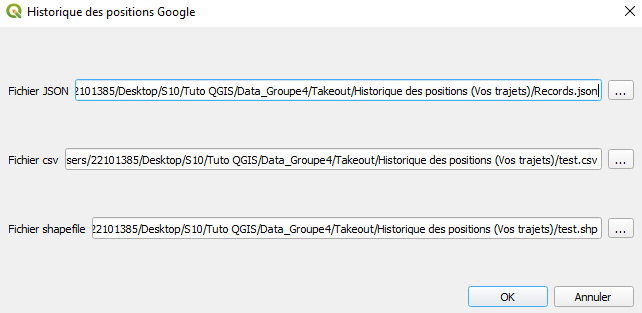 Historique des positions Google
Fichier JSON 22101385/Desktop/S10/Tuto QGIS/Data_Groupe4/Takeout/Historique des positions (Vos trajets)/Records.json ...
Fichier csv sers/22101385/Desktop/S10/Tuto QGIS/Data_Groupe4/Takeout/Historique des positions (Vos trajets)/test.csv ...
Fichier shapefile 22101385/Desktop/S10/Tuto QGIS/Data_Groupe4/Takeout/Historique des positions (Vos trajets)/test.shp ...
OK Annuler